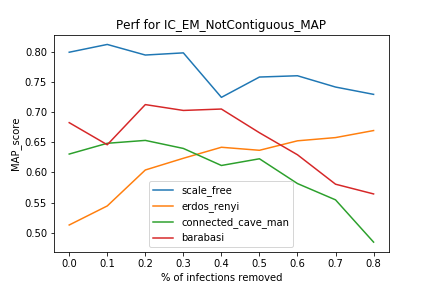 Perf for IC_EM_NotContiguous_MAP
MAP_score
0.80
0.75
0.70
0.65
0.60
0.55
0.50
scale_free
erdos_renyi
connected_cave_man
barabasi
0.0 0.1 0.2 0.3 0.4 0.5 0.6 0.7 0.8
% of infections removed